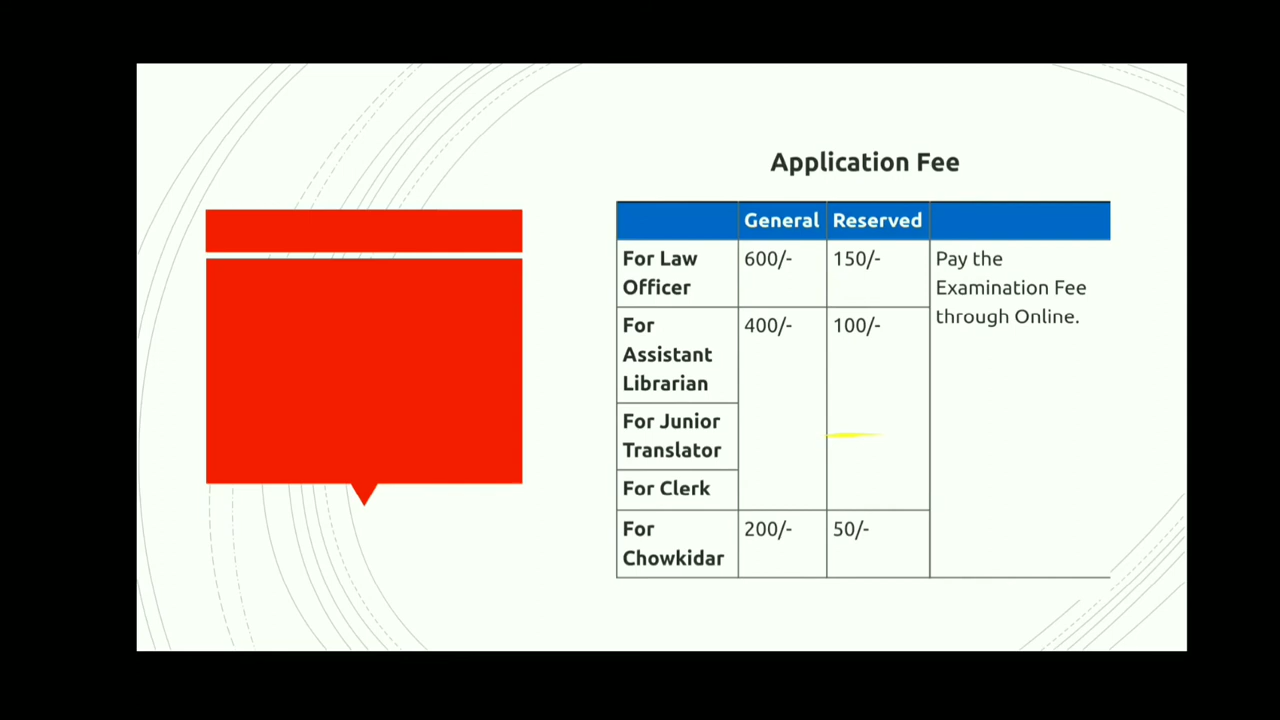 Application Fee
General Reserved
For Law 600/- 150/- Pay the
Officer Examination Fee
For 400/- 100/- through Online.
Assistant
Librarian
For Junior
Translator
For Clerk
For 200/- 50/-
Chowkidar